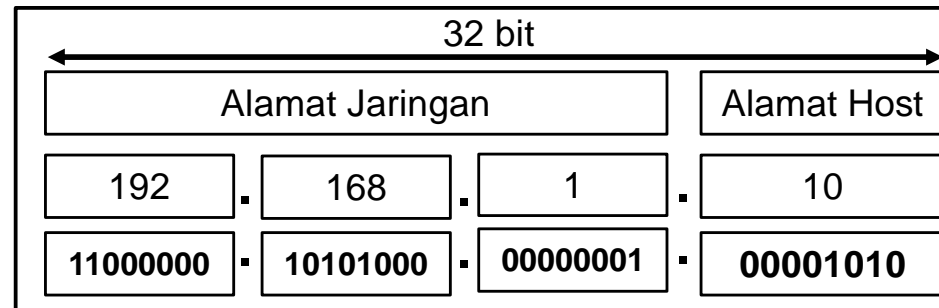 32 bit
Alamat Jaringan Alamat Host
192 . 168 . 1 . 10
11000000 . 10101000 . 00000001 . 00001010